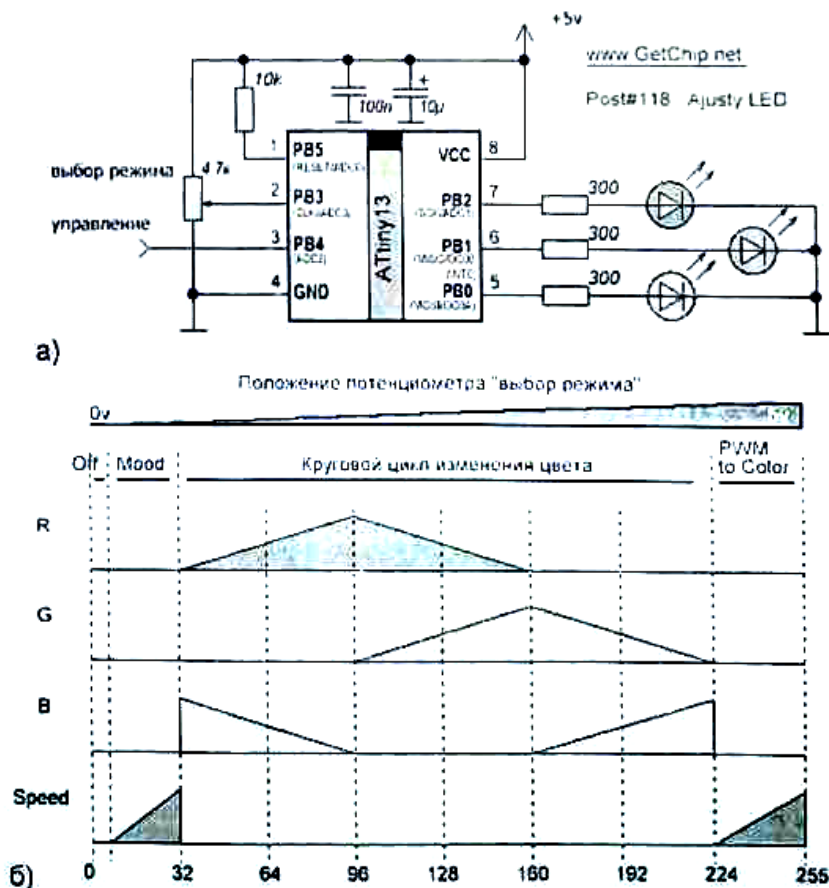 +5v
www GetChip net
Post#118 Ajusty LED
10k
100n
+
10µ
1
PB5
VCC
8
выбор режима
4 7к
2
PB3
PB2
7
300
управление
3
PB4
(ADC2)
ATtiny13
PB1
6
300
4
GND
PB0
5
300
а)
Положение потенциометра "выбор режима"
0v
Off
Mood
Круговой цикл изменения цвета
PWM
to Color
R
G
B
Speed
0
32
64
96
128
160
192
224
255
б)